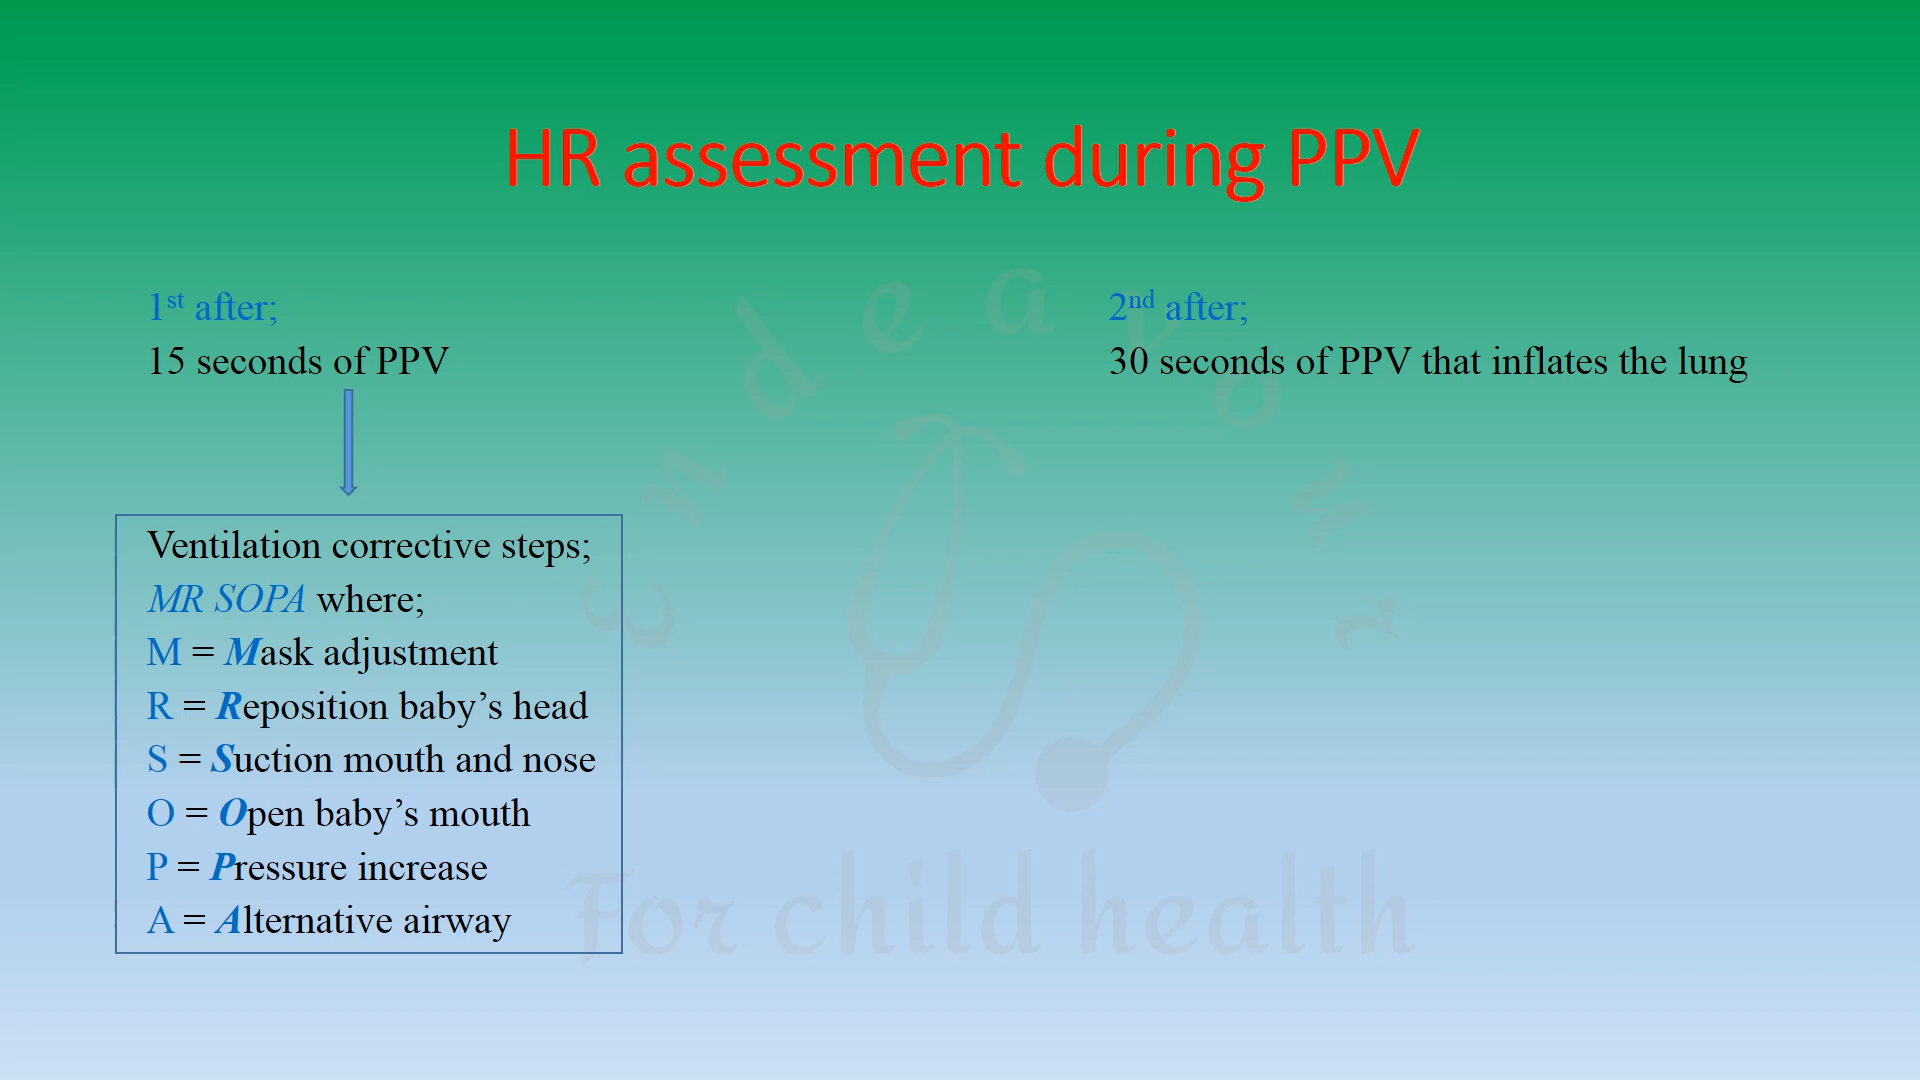 HR assessment during PPV
1st after;
15 seconds of PPV
Ventilation corrective steps;
MR SOPA where;
M = Mask adjustment
R = Reposition baby’s head
S = Suction mouth and nose
O = Open baby’s mouth
P = Pressure increase
A = Alternative airway
2nd after;
30 seconds of PPV that inflates the lung
Endeavour
For child health